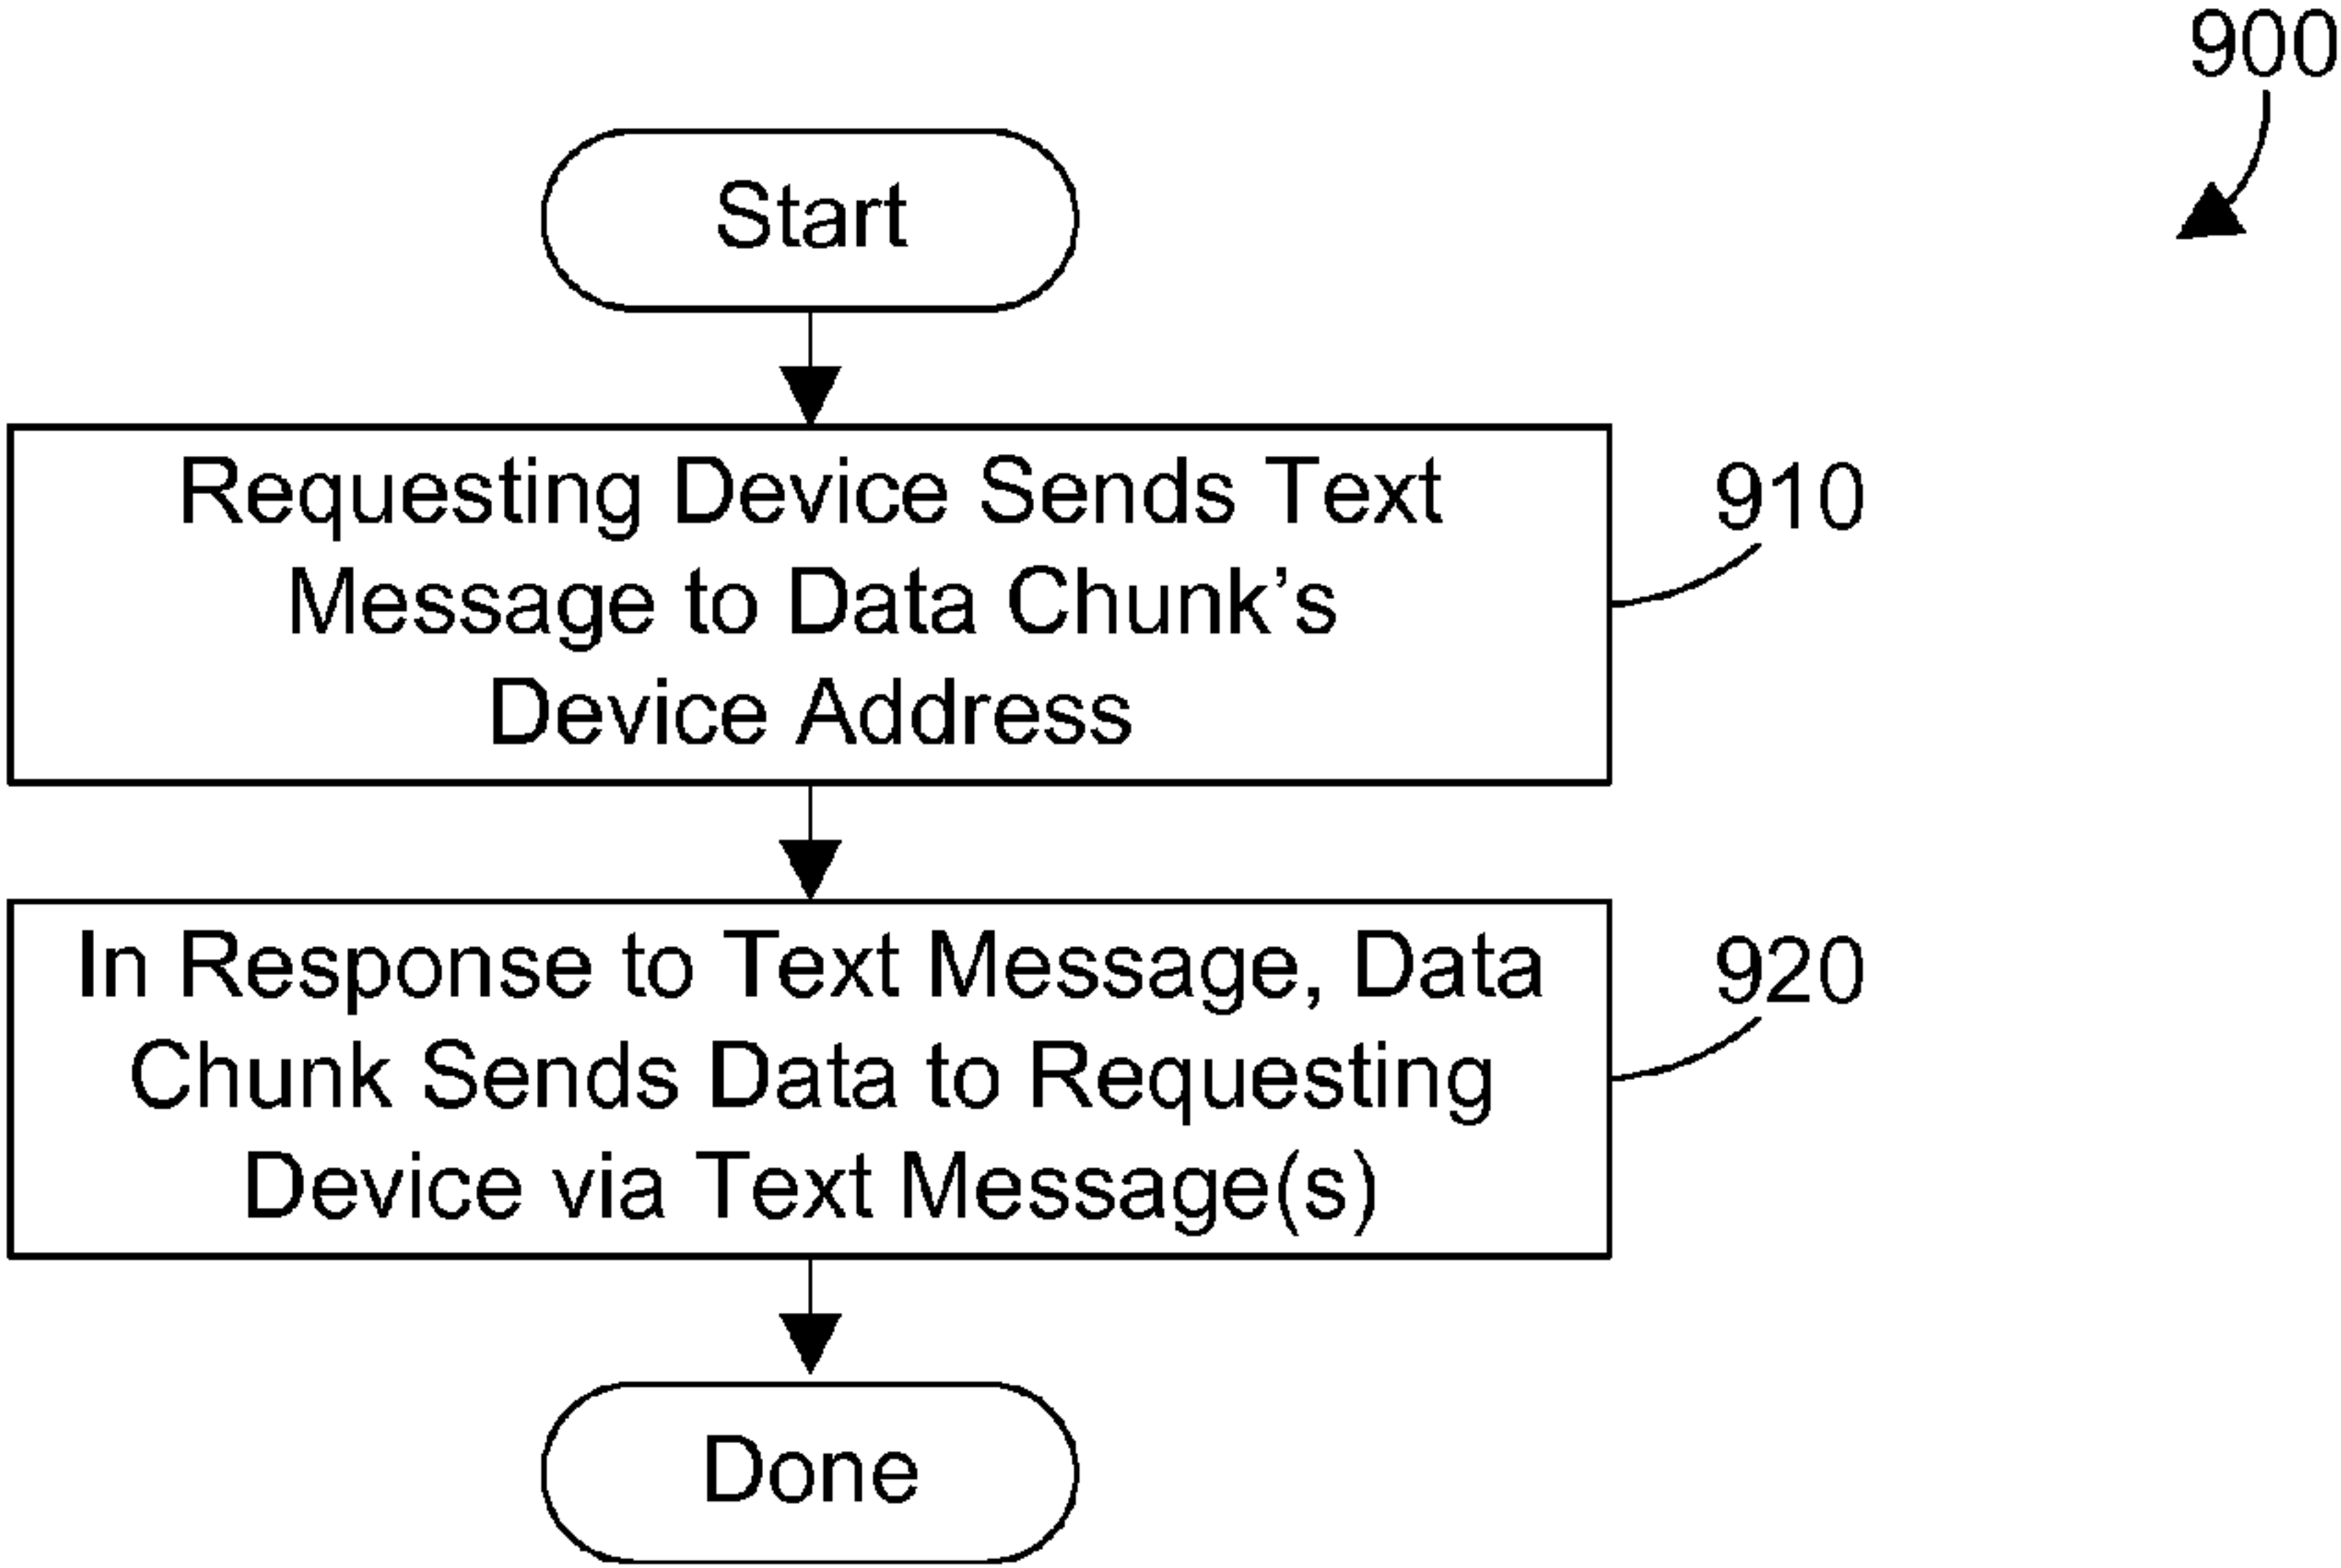 900
Start
Requesting Device Sends Text
Message to Data Chunk’s
Device Address
910
In Response to Text Message, Data
Chunk Sends Data to Requesting
Device via Text Message(s)
920
Done